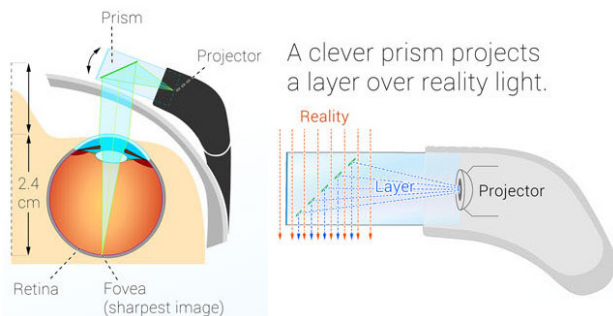 Prism
Projector
2.4
cm
Retina
Fovea
(sharpest image)
A clever prism projects
a layer over reality light.
Reality
Layer
Projector